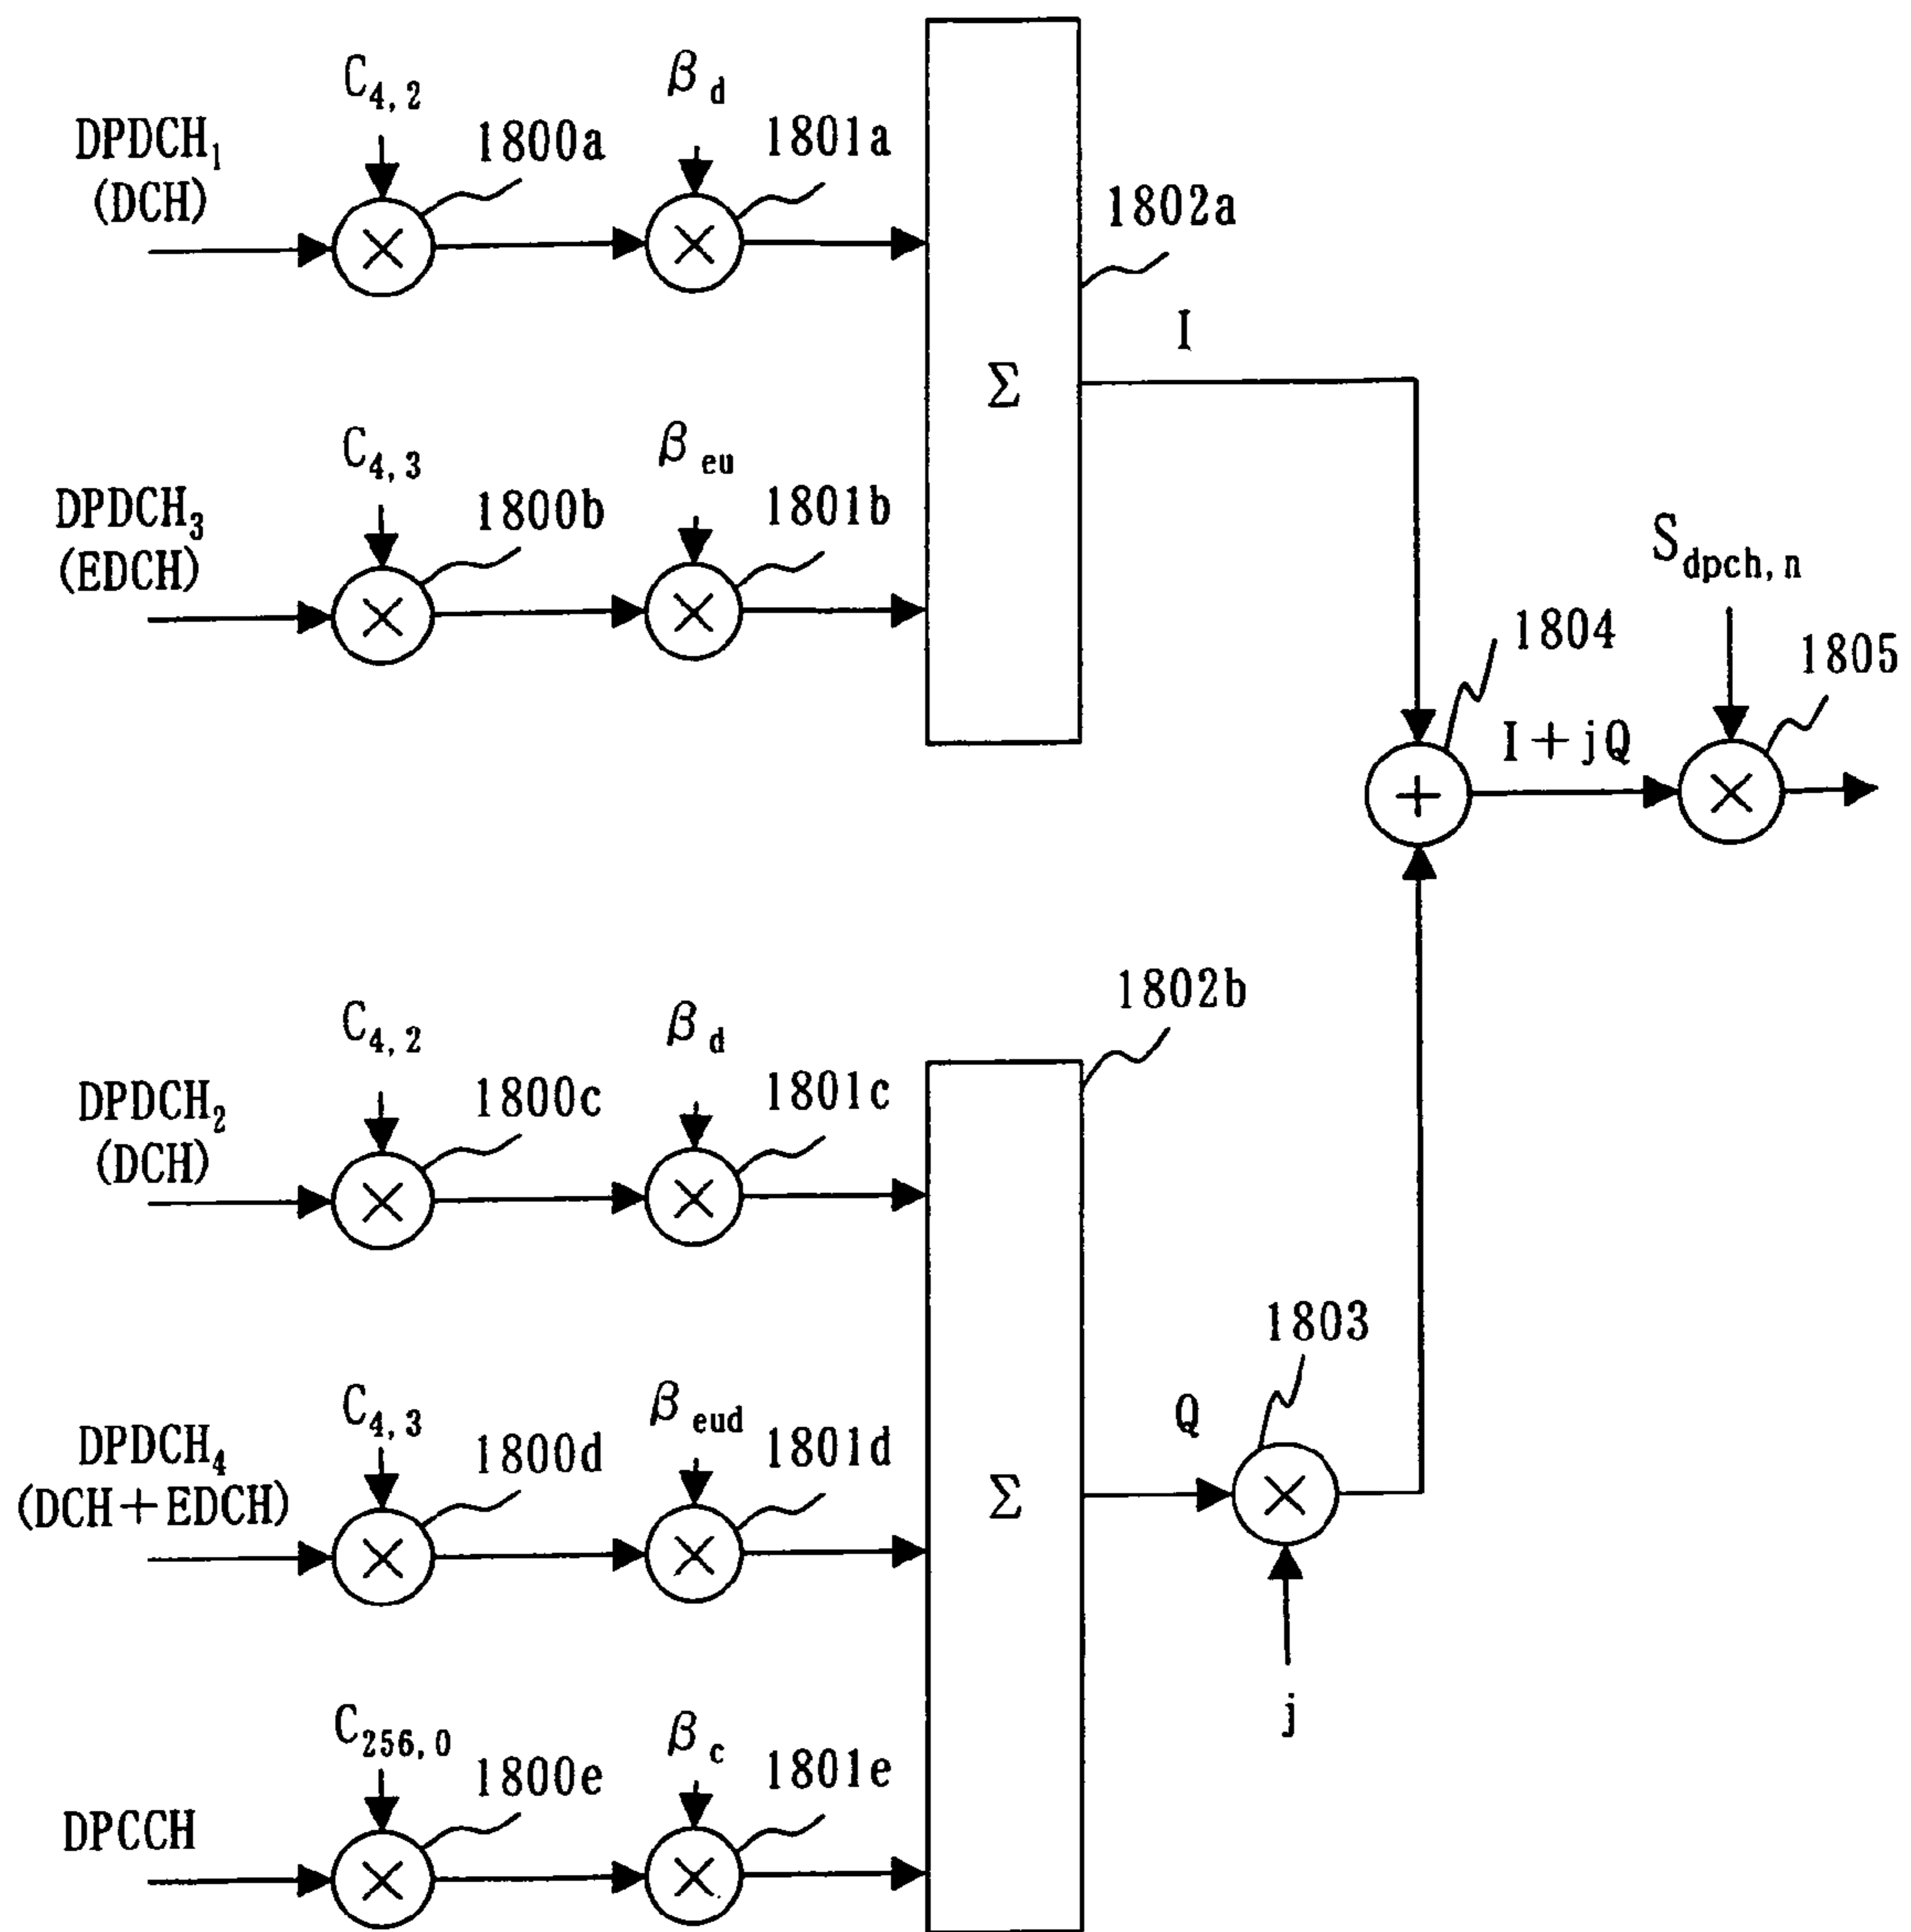 C4,2
βd
DPDCH1
(DCH)
1800a
1801a
1802a
I
Σ
C4,3
βeu
DPDCH3
(EDCH)
1800b
1801b
Sdpch,n
1804
1805
I+jQ
1802b
C4,2
βd
DPDCH2
(DCH)
1800c
1801c
1803
C4,3
βeud
DPDCH4
(DCH+EDCH)
1800d
1801d
Q
Σ
j
C256,0
βc
DPCCH
1800e
1801e